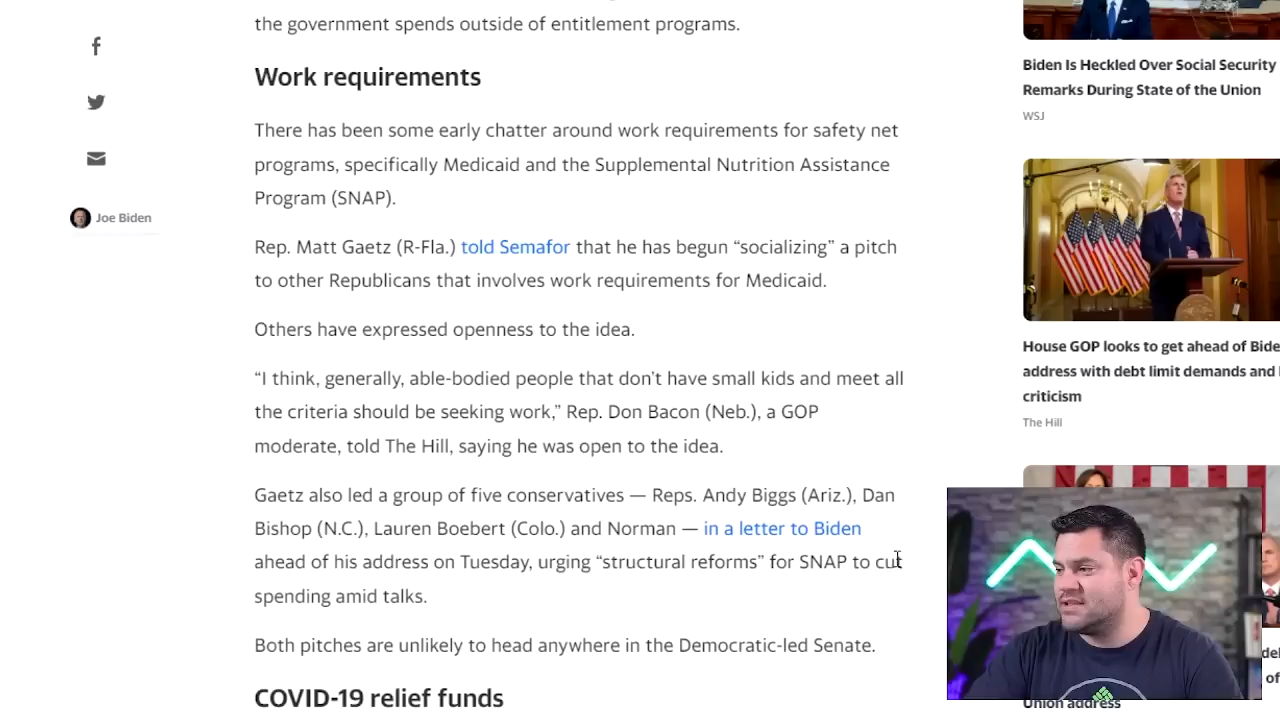 the government spends outside of entitlement programs.
Work requirements
There has been some early chatter around work requirements for safety net
programs, specifically Medicaid and the Supplemental Nutrition Assistance
Program (SNAP).
Joe Biden
Rep. Matt Gaetz (R-Fla.) told Semafor that he has begun “socializing” a pitch
to other Republicans that involves work requirements for Medicaid.
Others have expressed openness to the idea.
“I think, generally, able-bodied people that don’t have small kids and meet all
the criteria should be seeking work,” Rep. Don Bacon (Neb.), a GOP
moderate, told The Hill, saying he was open to the idea.
Gaetz also led a group of five conservatives — Reps. Andy Biggs (Ariz.), Dan
Bishop (N.C.), Lauren Boebert (Colo.) and Norman — in a letter to Biden
ahead of his address on Tuesday, urging “structural reforms” for SNAP to cut
spending amid talks.
Both pitches are unlikely to head anywhere in the Democratic-led Senate.
COVID-19 relief funds
Biden Is Heckled Over Social Security
Remarks During State of the Union
WSJ
House GOP looks to get ahead of Bide
address with debt limit demands and
criticism
The Hill
of
Union address